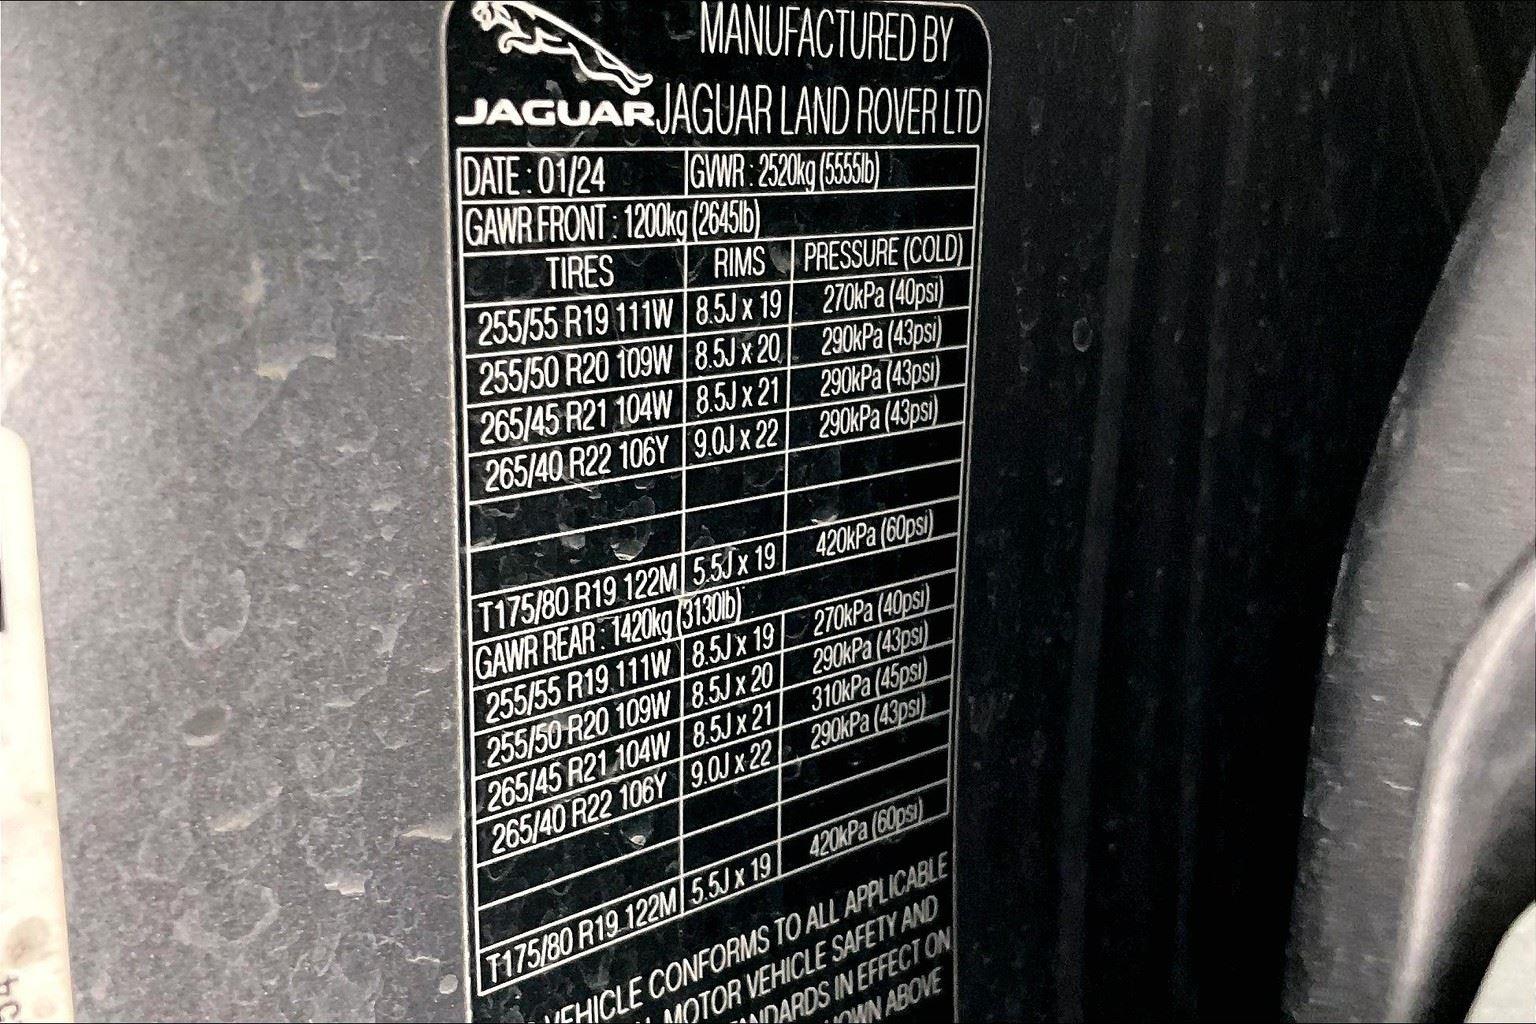 MANUFACTURED BY
JAGUAR JAGUAR LAND ROVER LTD
DATE : 01/24 GVWR : 2520kg (5555lb)
GAWR FRONT : 1200kg (2645lb)
TIRES RIMS PRESSURE (COLD)
255/55 R19 111W 8.5J x 19 270kPa (40psi)
255/50 R20 109W 8.5J x 20 290kPa (43psi)
265/45 R21 104W 8.5J x 21 290kPa (43psi)
265/40 R22 106Y 9.0J x 22 290kPa (43psi)
T175/80 R19 122M 5.5J x 19 420kPa (60psi)
GAWR REAR : 1420kg (3130lb)
255/55 R19 111W 8.5J x 19 270kPa (40psi)
255/50 R20 109W 8.5J x 20 290kPa (43psi)
265/45 R21 104W 8.5J x 21 310kPa (45psi)
265/40 R22 106Y 9.0J x 22 290kPa (43psi)
T175/80 R19 122M 5.5J x 19 420kPa (60psi)
VEHICLE CONFORMS TO ALL APPLICABLE
MOTOR VEHICLE SAFETY AND
IN EFFECT ON
ABOVE